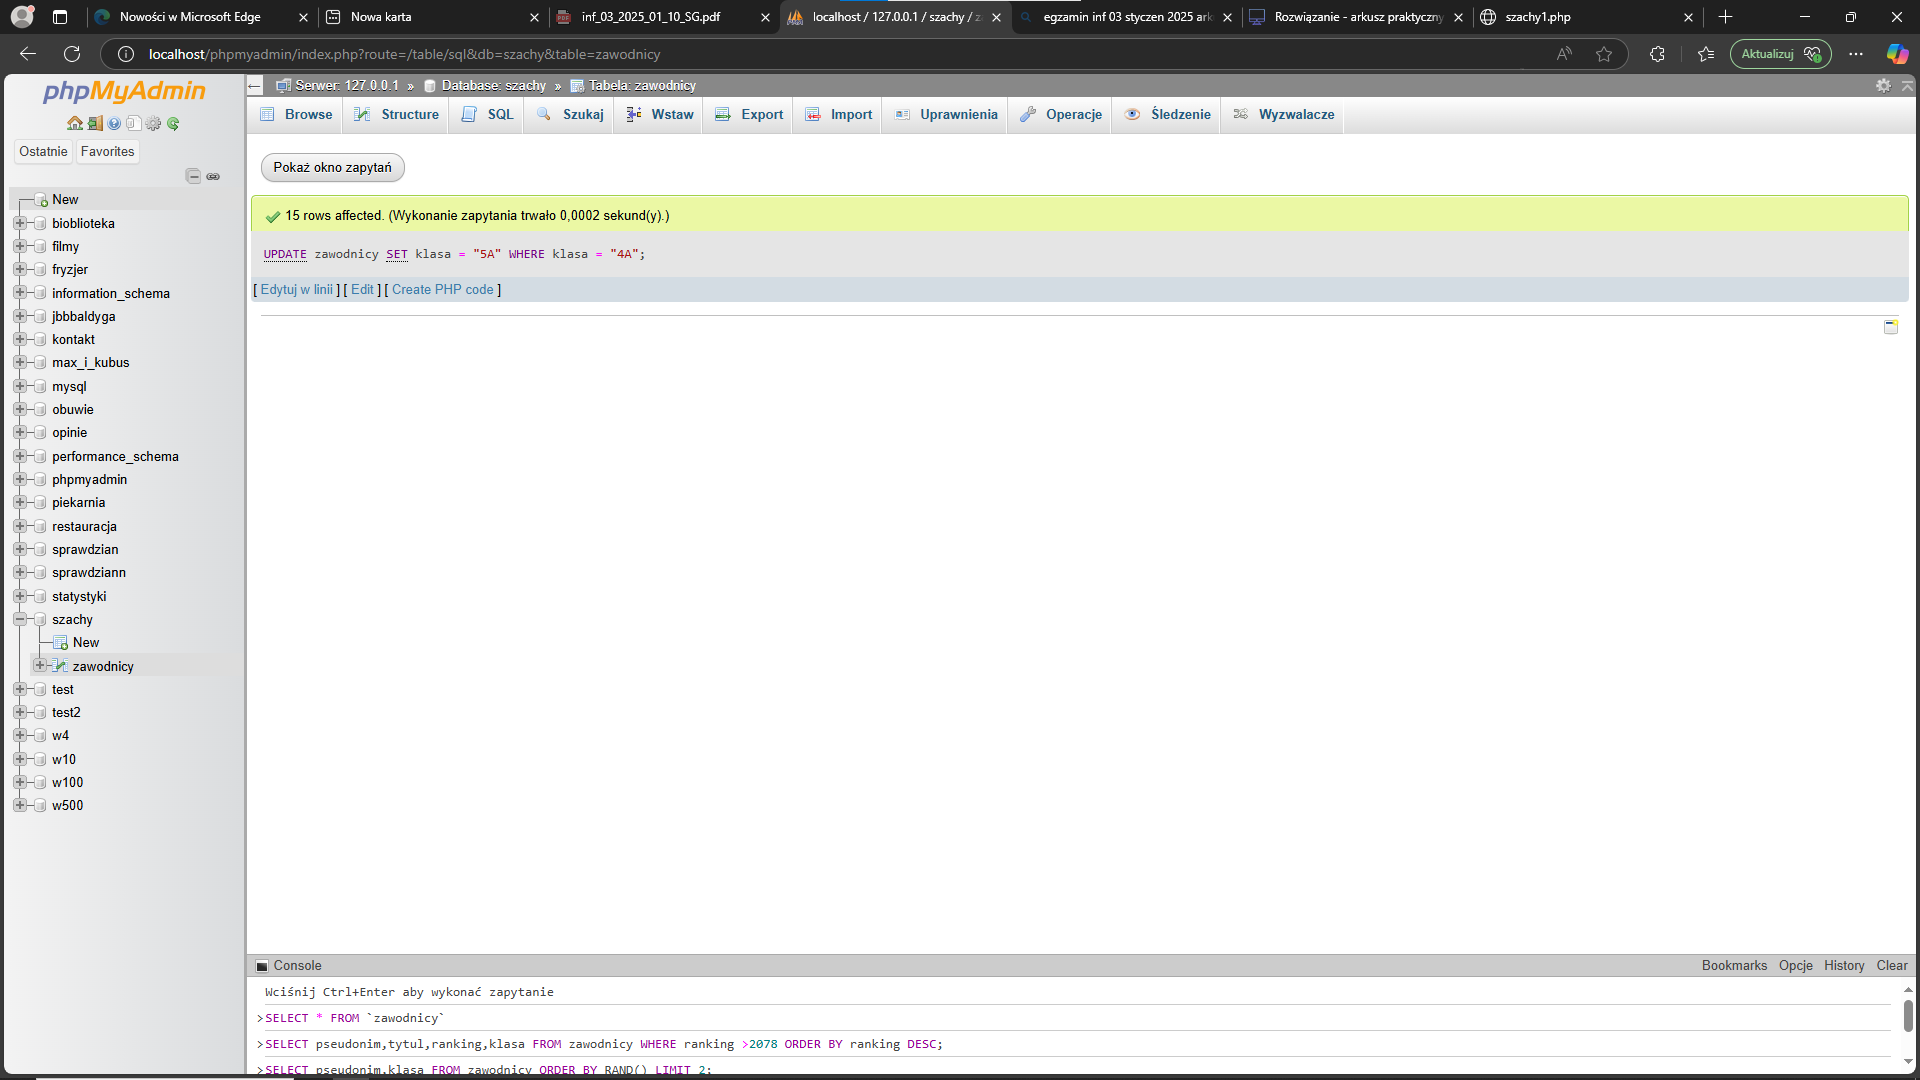 Nowości w Microsoft Edge
Nowa karta
inf_03_2025_01_10_SG.pdf
localhost / 127.0.0.1 / szachy / z
egzamin inf 03 styczen 2025 ark
Rozwiązanie - arkusz praktyczny
szachy1.php
localhost/phpmyadmin/index.php?route=/table/sql&db=szachy&table=zawodnicy
Aktualizuj
phpMyAdmin
Ostatnie
Favorites
New
bioblioteka
filmy
fryzjer
information_schema
jbbbaldyga
kontakt
max_i_kubus
mysql
obuwie
opinie
performance_schema
phpmyadmin
piekarnia
restauracja
sprawdzian
sprawdziann
statystyki
szachy
New
zawodnicy
test
test2
w4
w10
w100
w500
Serwer: 127.0.0.1 » Database: szachy » Tabela: zawodnicy
Browse Structure SQL Szukaj Wstaw Export Import Uprawnienia Operacje Śledzenie Wyzwalacze
Pokaż okno zapytań
15 rows affected. (Wykonanie zapytania trwało 0,0002 sekund(y).)
UPDATE zawodnicy SET klasa = "5A" WHERE klasa = "4A";
[ Edytuj w linii ] [ Edit ] [ Create PHP code ]
Console
Bookmarks Opcje History Clear
Wciśnij Ctrl+Enter aby wykonać zapytanie
>SELECT * FROM `zawodnicy`
>SELECT pseudonim,tytul,ranking,klasa FROM zawodnicy WHERE ranking >2078 ORDER BY ranking DESC;
>SELECT pseudonim,klasa FROM zawodnicy ORDER BY RAND() LIMIT 2;